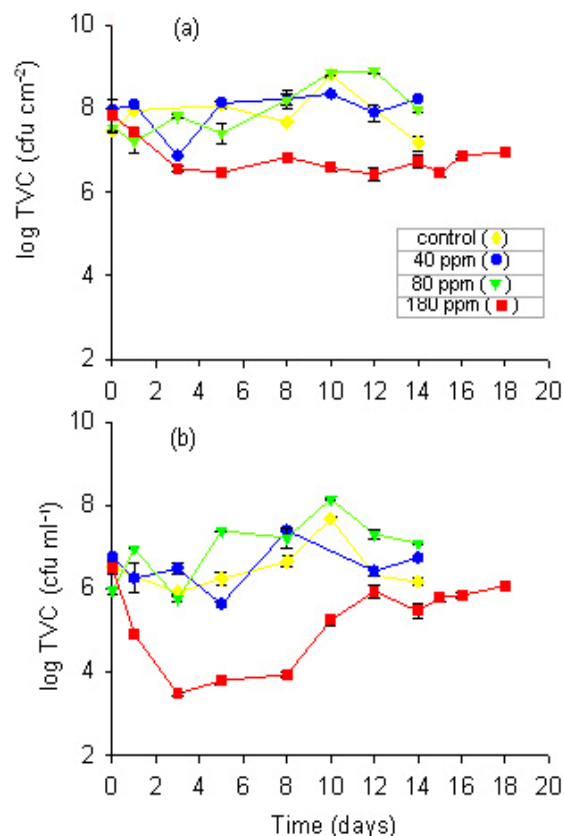 (a)
10
8
6
4
2
log TVC (cfu cm⁻²)
control (♦)
40 ppm (●)
80 ppm (▼)
180 ppm (■)
0 2 4 6 8 10 12 14 16 18 20
(b)
10
8
6
4
2
log TVC (cfu ml⁻¹)
0 2 4 6 8 10 12 14 16 18 20
Time (days)